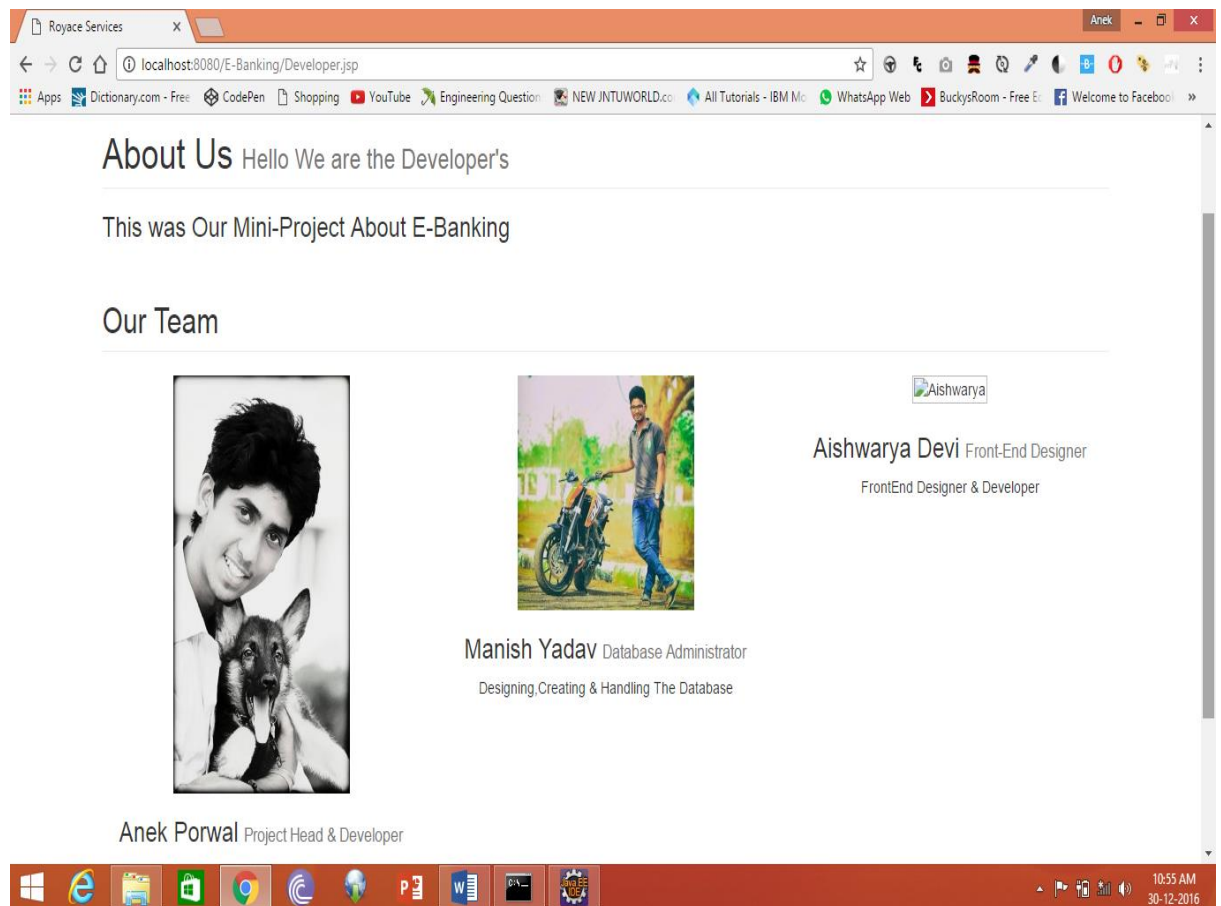 Royace Services
Anek
localhost:8080/E-Banking/Developer.jsp
Apps Dictionary.com - Free CodePen Shopping YouTube Engineering Question NEW JNTUWORLD.co All Tutorials - IBM Mo WhatsApp Web BuckysRoom - Free Ed Welcome to Facebook »
About Us Hello We are the Developer's
This was Our Mini-Project About E-Banking
Our Team
Aishwarya
Aishwarya Devi Front-End Designer
FrontEnd Designer & Developer
Manish Yadav Database Administrator
Designing,Creating & Handling The Database
Anek Porwal Project Head & Developer
10:55 AM
30-12-2016